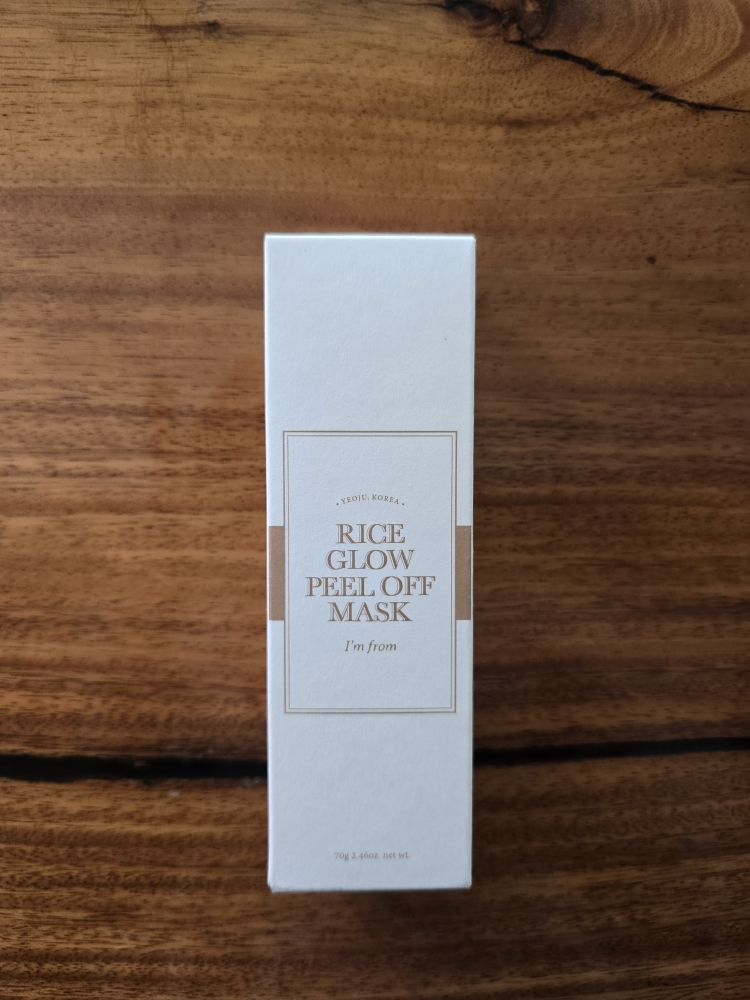 • YEOJU, KOREA •
RICE
GLOW
PEEL OFF
MASK
I'm from
70g 2.46oz. net wt.